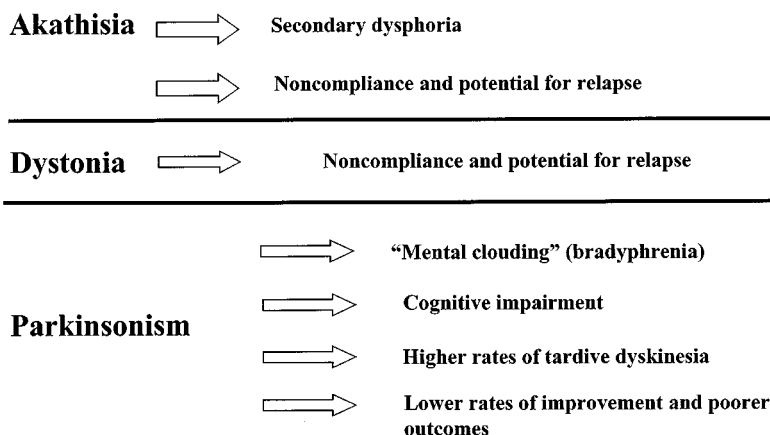 Akathisia
Secondary dysphoria
Noncompliance and potential for relapse
Dystonia
Noncompliance and potential for relapse
Parkinsonism
“Mental clouding” (bradyphrenia)
Cognitive impairment
Higher rates of tardive dyskinesia
Lower rates of improvement and poorer
outcomes